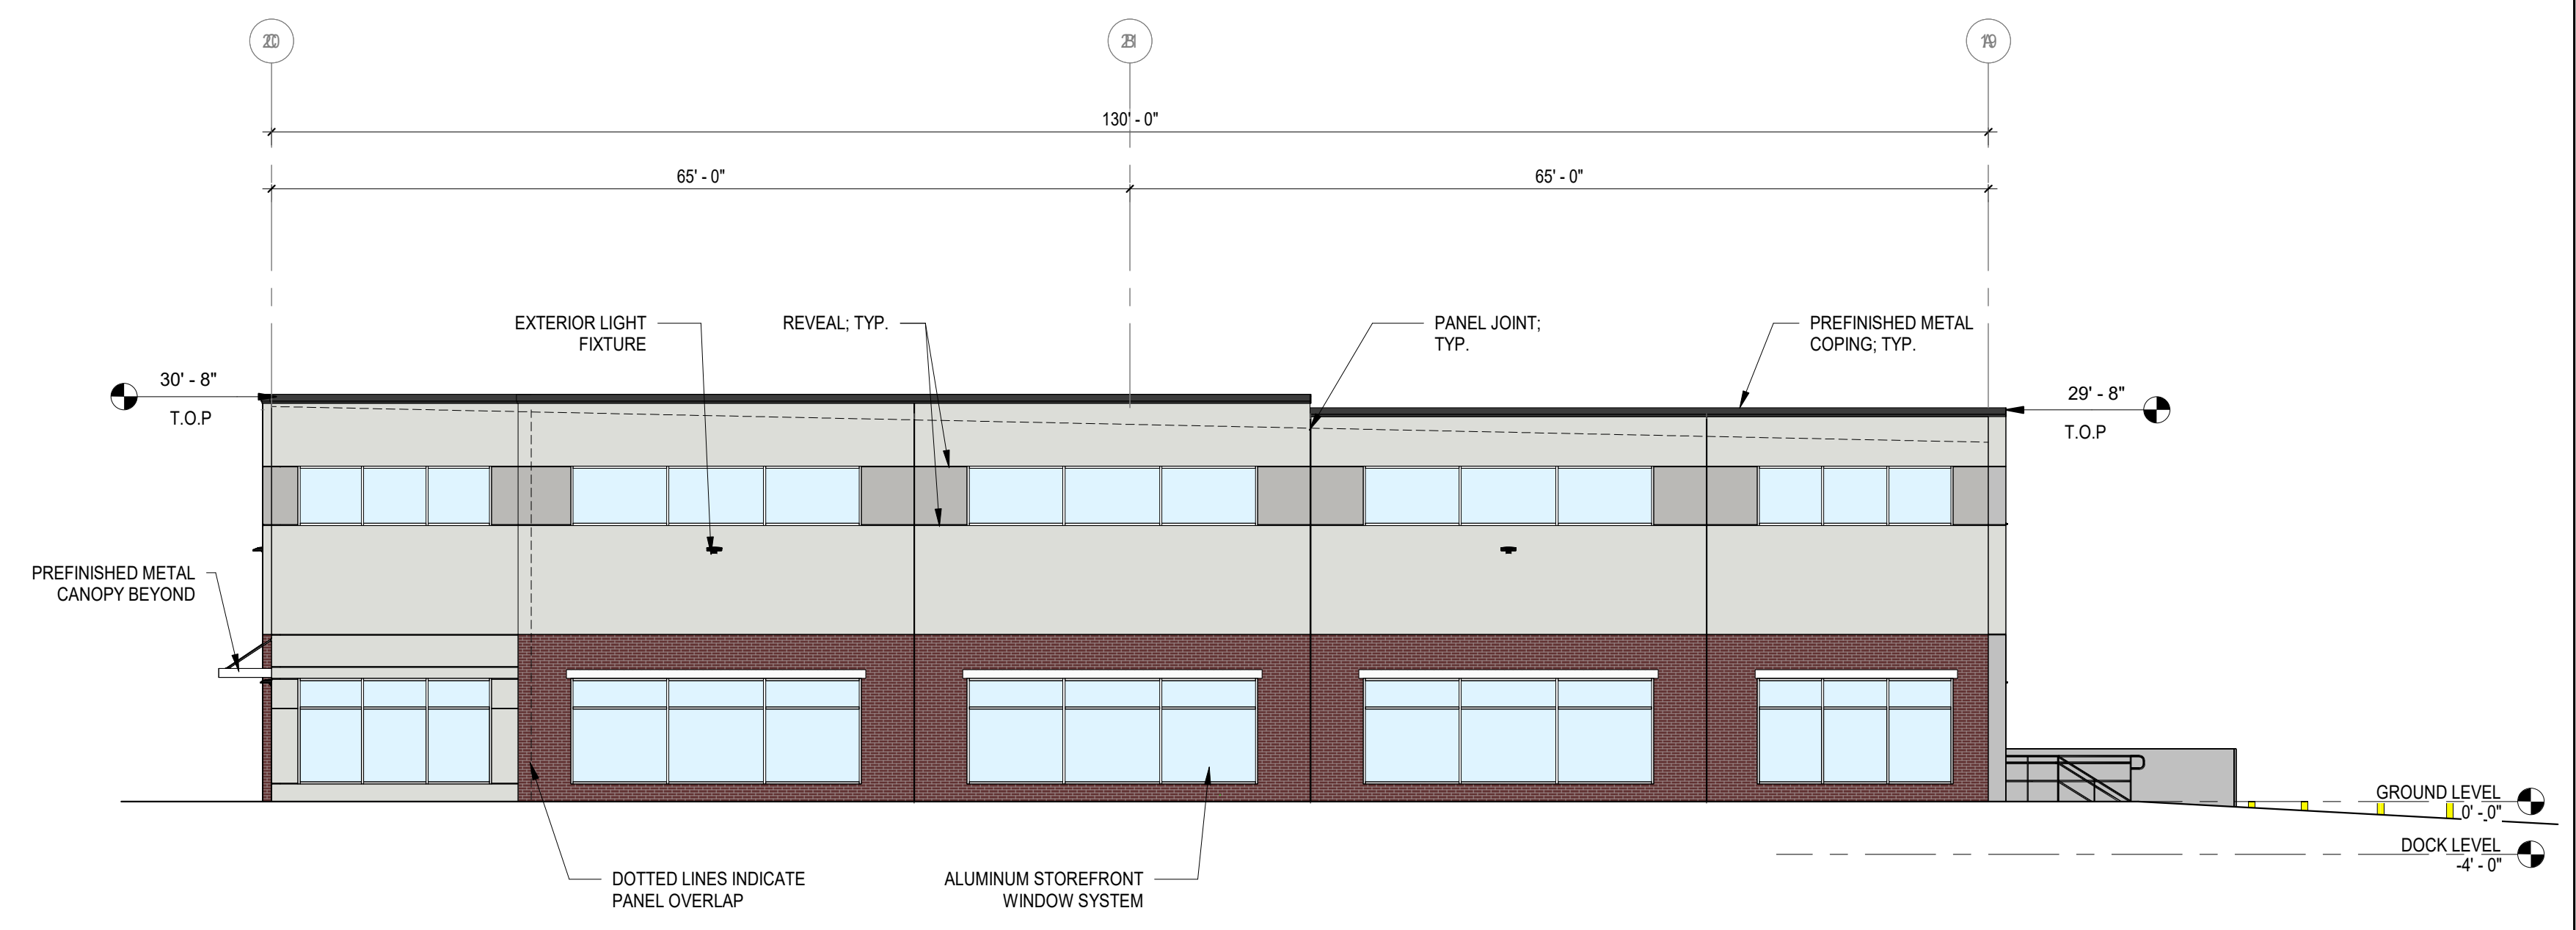 130' - 0"
65' - 0"
65' - 0"
EXTERIOR LIGHT
FIXTURE
REVEAL; TYP.
PANEL JOINT;
TYP.
PREFINISHED METAL
COPING; TYP.
30' - 8"
T.O.P
29' - 8"
T.O.P
PREFINISHED METAL
CANOPY BEYOND
GROUND LEVEL
0' - 0"
DOCK LEVEL
-4' - 0"
DOTTED LINES INDICATE
PANEL OVERLAP
ALUMINUM STOREFRONT
WINDOW SYSTEM